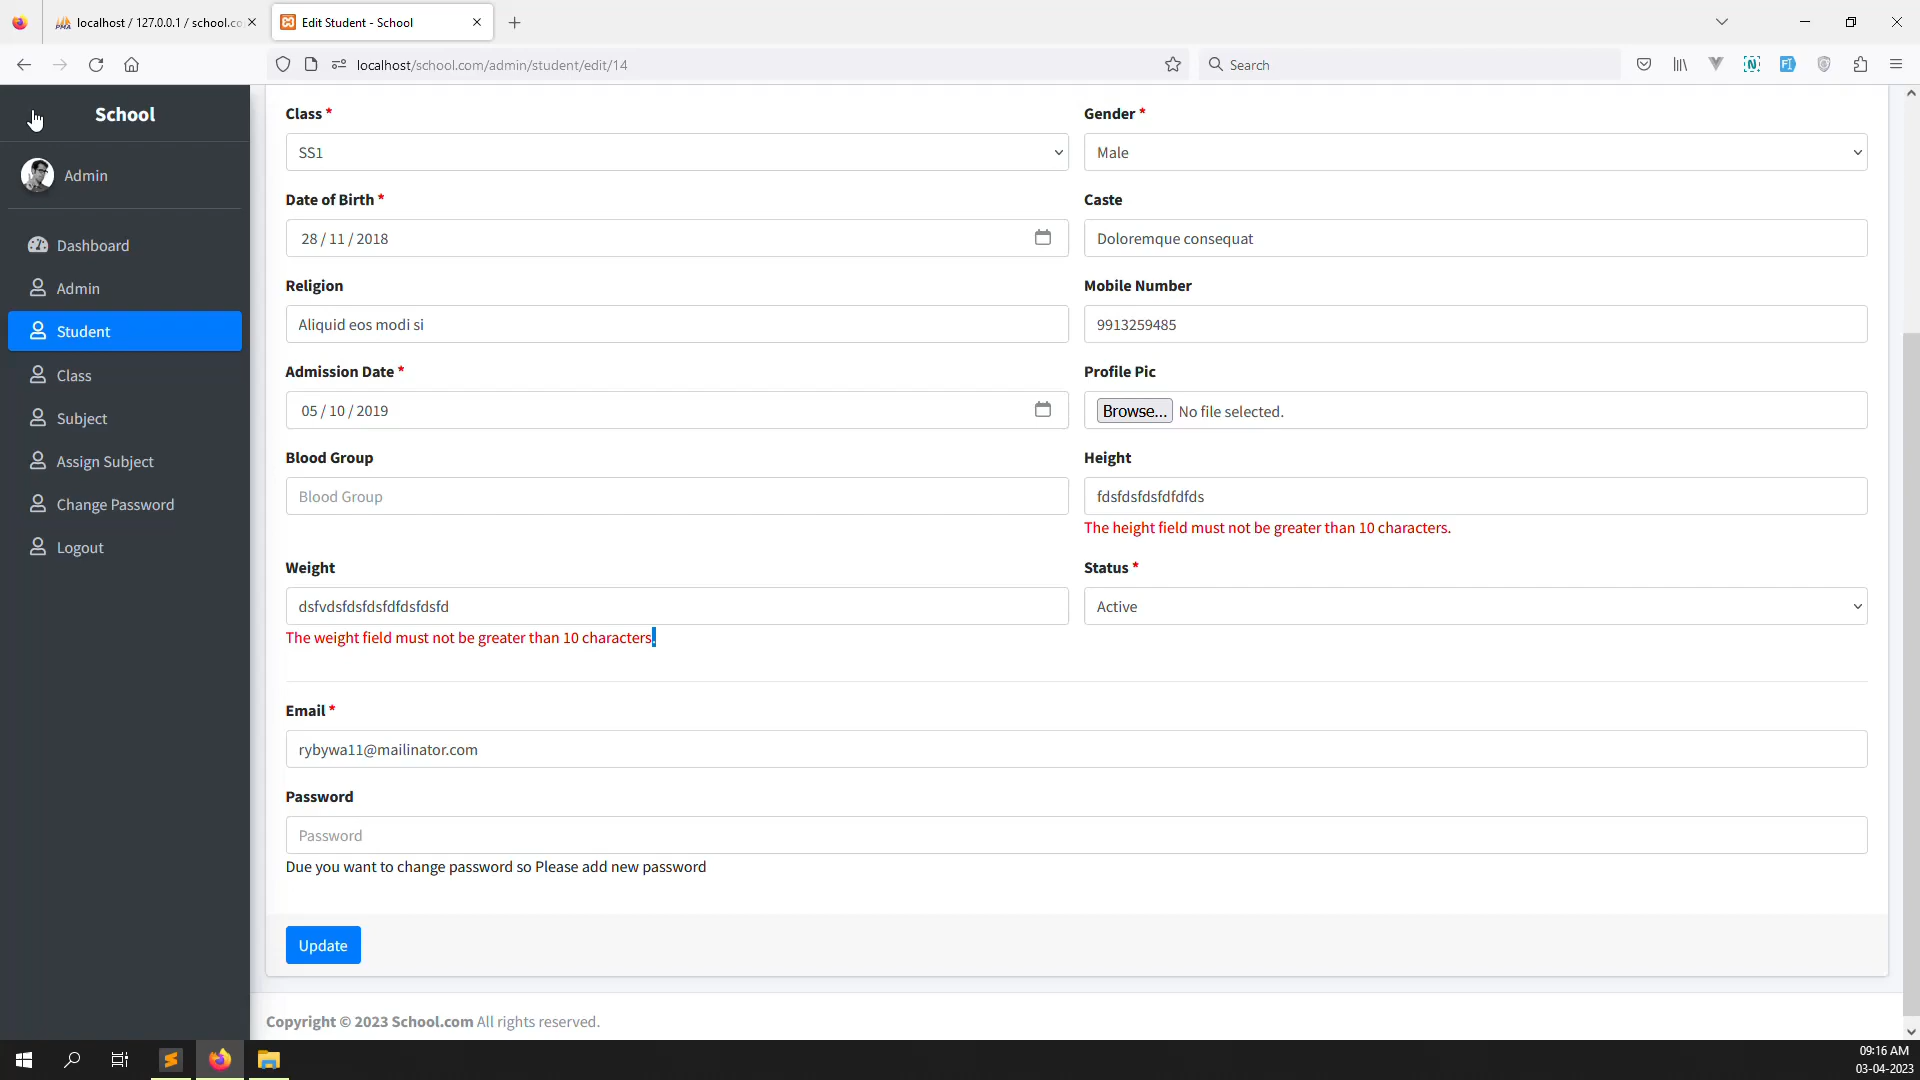 localhost / 127.0.0.1 / school.co
Edit Student - School
localhost/school.com/admin/student/edit/14
Search
School
Admin
Dashboard
Admin
Student
Class
Subject
Assign Subject
Change Password
Logout
Class *
Gender *
SS1
Male
Date of Birth *
Caste
28 / 11 / 2018
Doloremque consequat
Religion
Mobile Number
Aliquid eos modi si
9913259485
Admission Date *
Profile Pic
05 / 10 / 2019
Browse... No file selected.
Blood Group
Height
Blood Group
fdsfdsfdsfdfdfds
The height field must not be greater than 10 characters.
Weight
Status *
dsfvdsfdsfdsfdfdsfdsfd
Active
The weight field must not be greater than 10 characters.
Email *
rybywa11@mailinator.com
Password
Password
Due you want to change password so Please add new password
Update
Copyright © 2023 School.com All rights reserved.
09:16 AM
03-04-2023